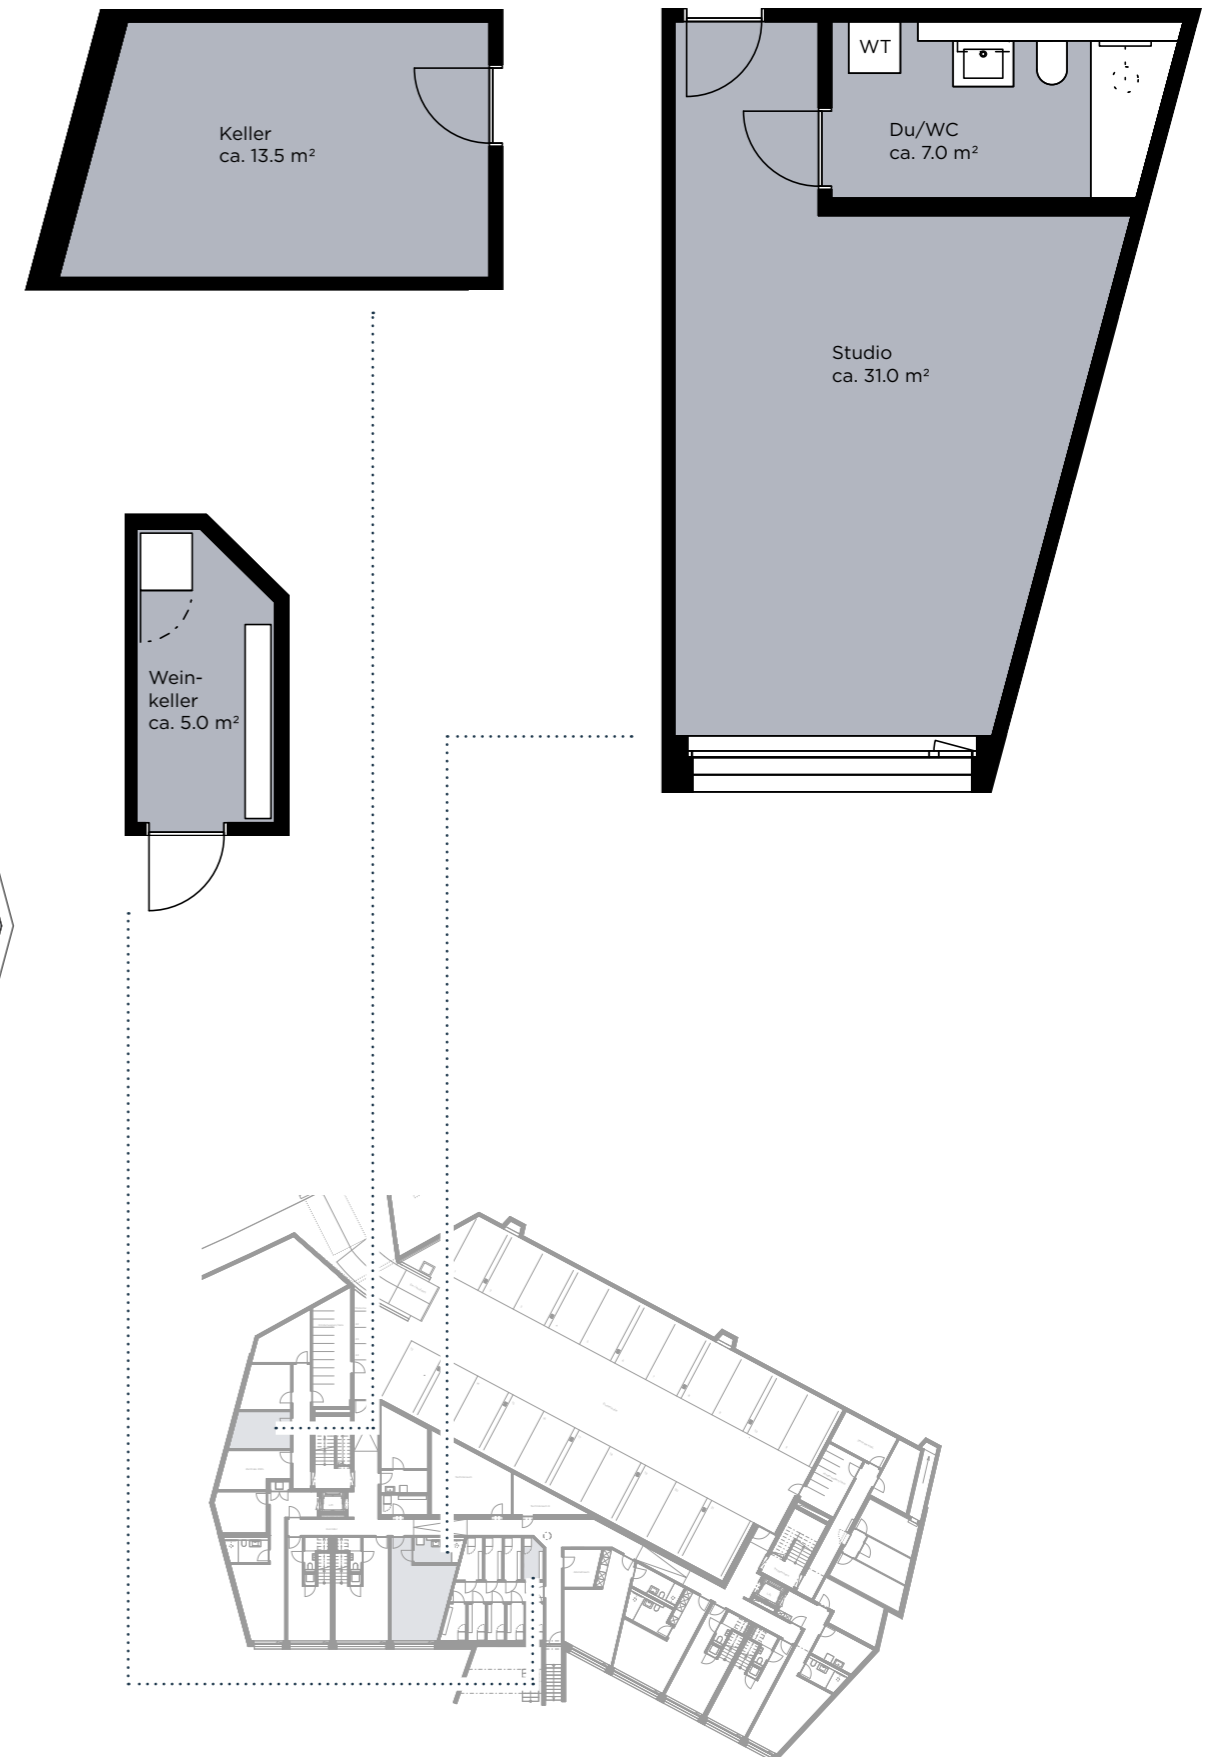 Keller
ca. 13.5 m²
WT
Du/WC
ca. 7.0 m²
Studio
ca. 31.0 m²
Wein-
keller
ca. 5.0 m²